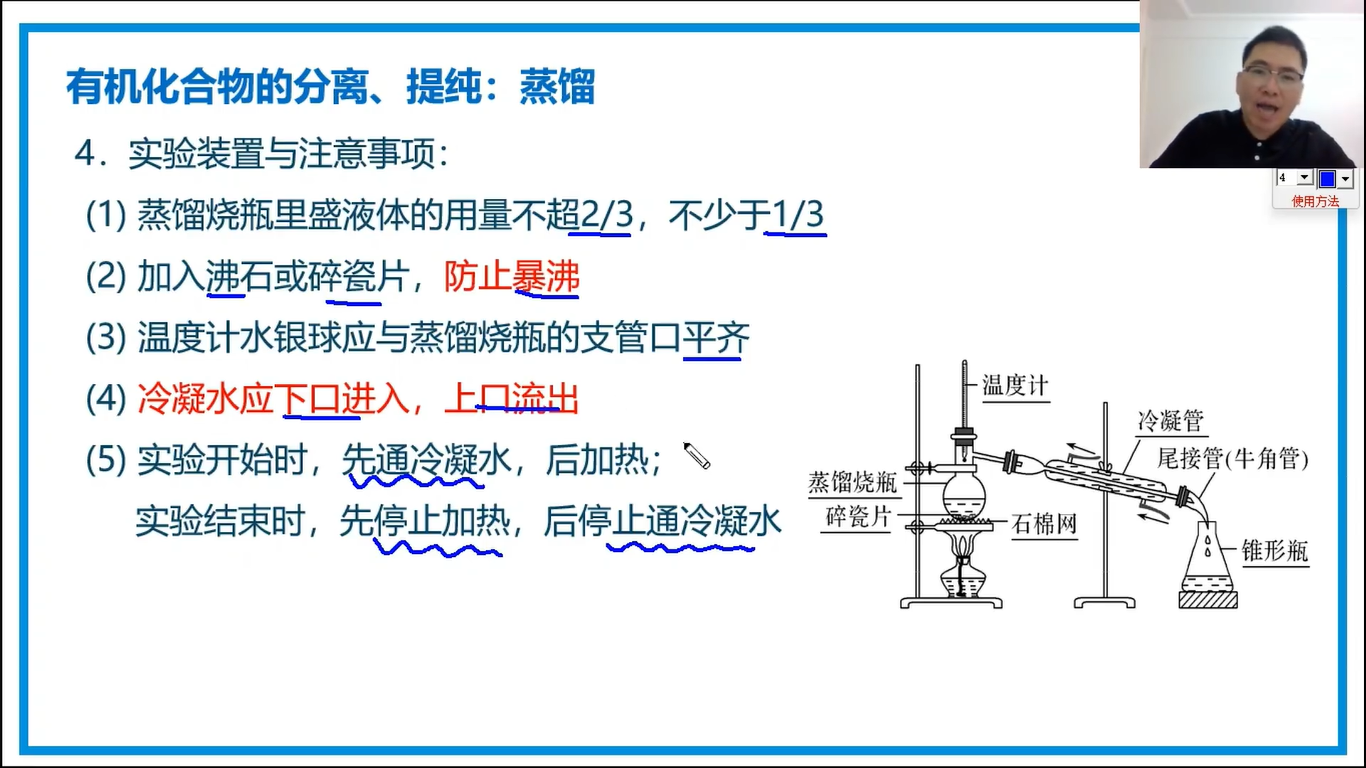 有机化合物的分离、提纯：蒸馏
4．实验装置与注意事项：
(1) 蒸馏烧瓶里盛液体的用量不超2/3，不少于1/3
(2) 加入沸石或碎瓷片，防止暴沸
(3) 温度计水银球应与蒸馏烧瓶的支管口平齐
(4) 冷凝水应下口进入，上口流出
(5) 实验开始时，先通冷凝水，后加热；
实验结束时，先停止加热，后停止通冷凝水
4
使用方法
温度计
冷凝管
尾接管(牛角管)
蒸馏烧瓶
碎瓷片
石棉网
锥形瓶